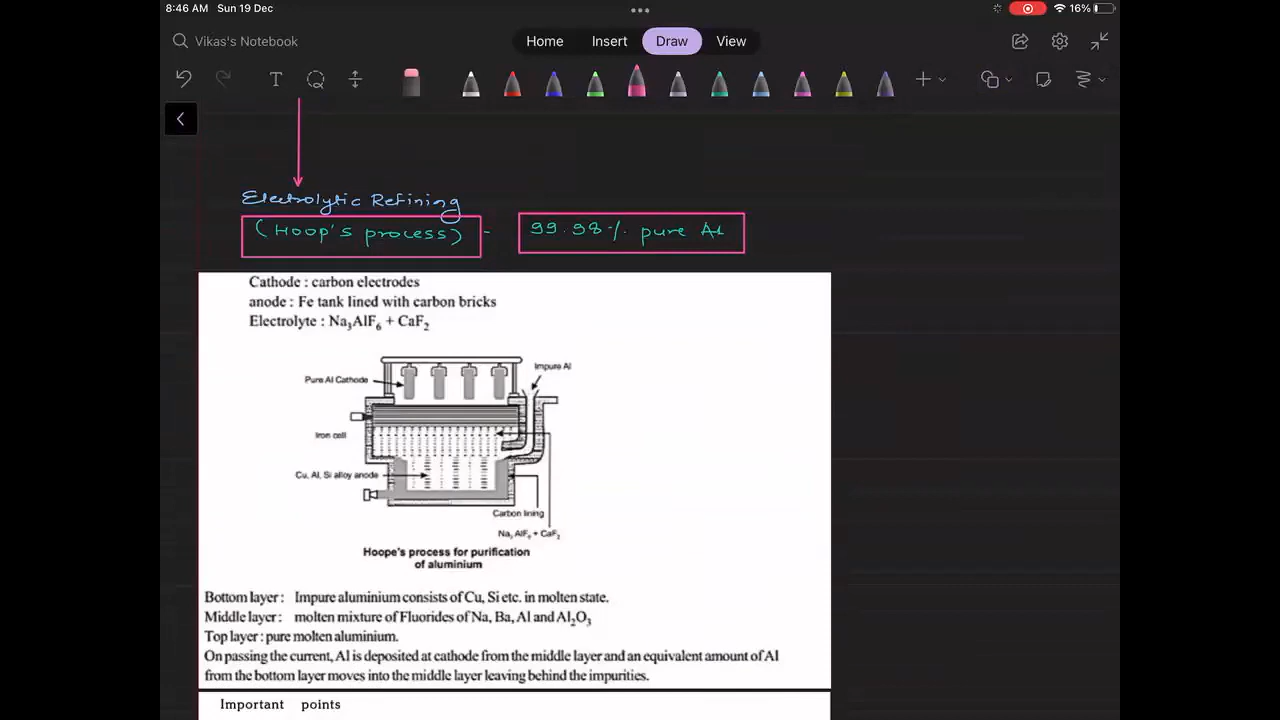 8:46 AM Sun 19 Dec
16%
Vikas's Notebook
Home Insert Draw View
T
Electrolytic Refining
(Hoop's process) - 99.98% pure Al
Cathode : carbon electrodes
anode : Fe tank lined with carbon bricks
Electrolyte : Na₃AlF₆ + CaF₂
Impure Al
Pure Al Cathode
Iron cell
Cu, Al, Si alloy anode
Carbon lining
Na₃ AlF₆ + CaF₂
Hoope's process for purification
of aluminium
Bottom layer : Impure aluminium consists of Cu, Si etc. in molten state.
Middle layer : molten mixture of Fluorides of Na, Ba, Al and Al₂O₃
Top layer : pure molten aluminium.
On passing the current, Al is deposited at cathode from the middle layer and an equivalent amount of Al
from the bottom layer moves into the middle layer leaving behind the impurities.
Important points